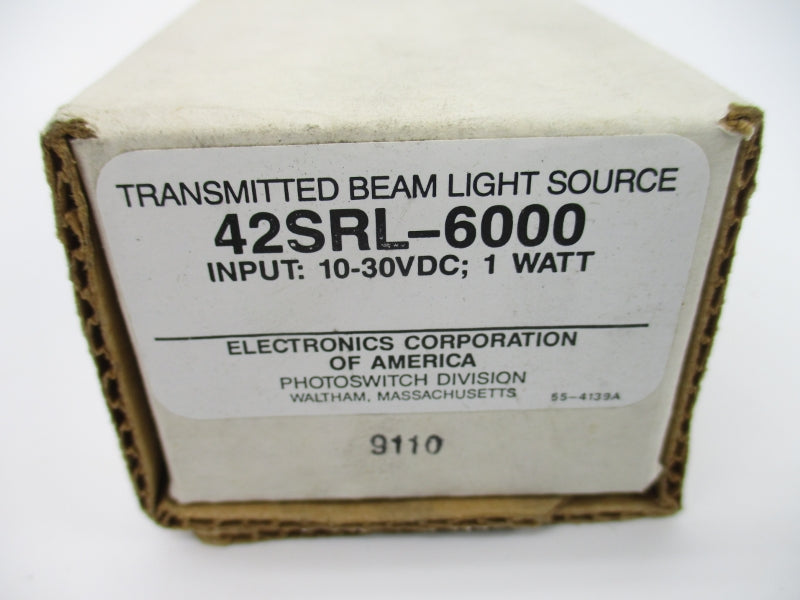 TRANSMITTED BEAM LIGHT SOURCE
42SRL-6000
INPUT: 10-30VDC; 1 WATT
ELECTRONICS CORPORATION
OF AMERICA
PHOTOSWITCH DIVISION
WALTHAM, MASSACHUSETTS 55-4139A
9110